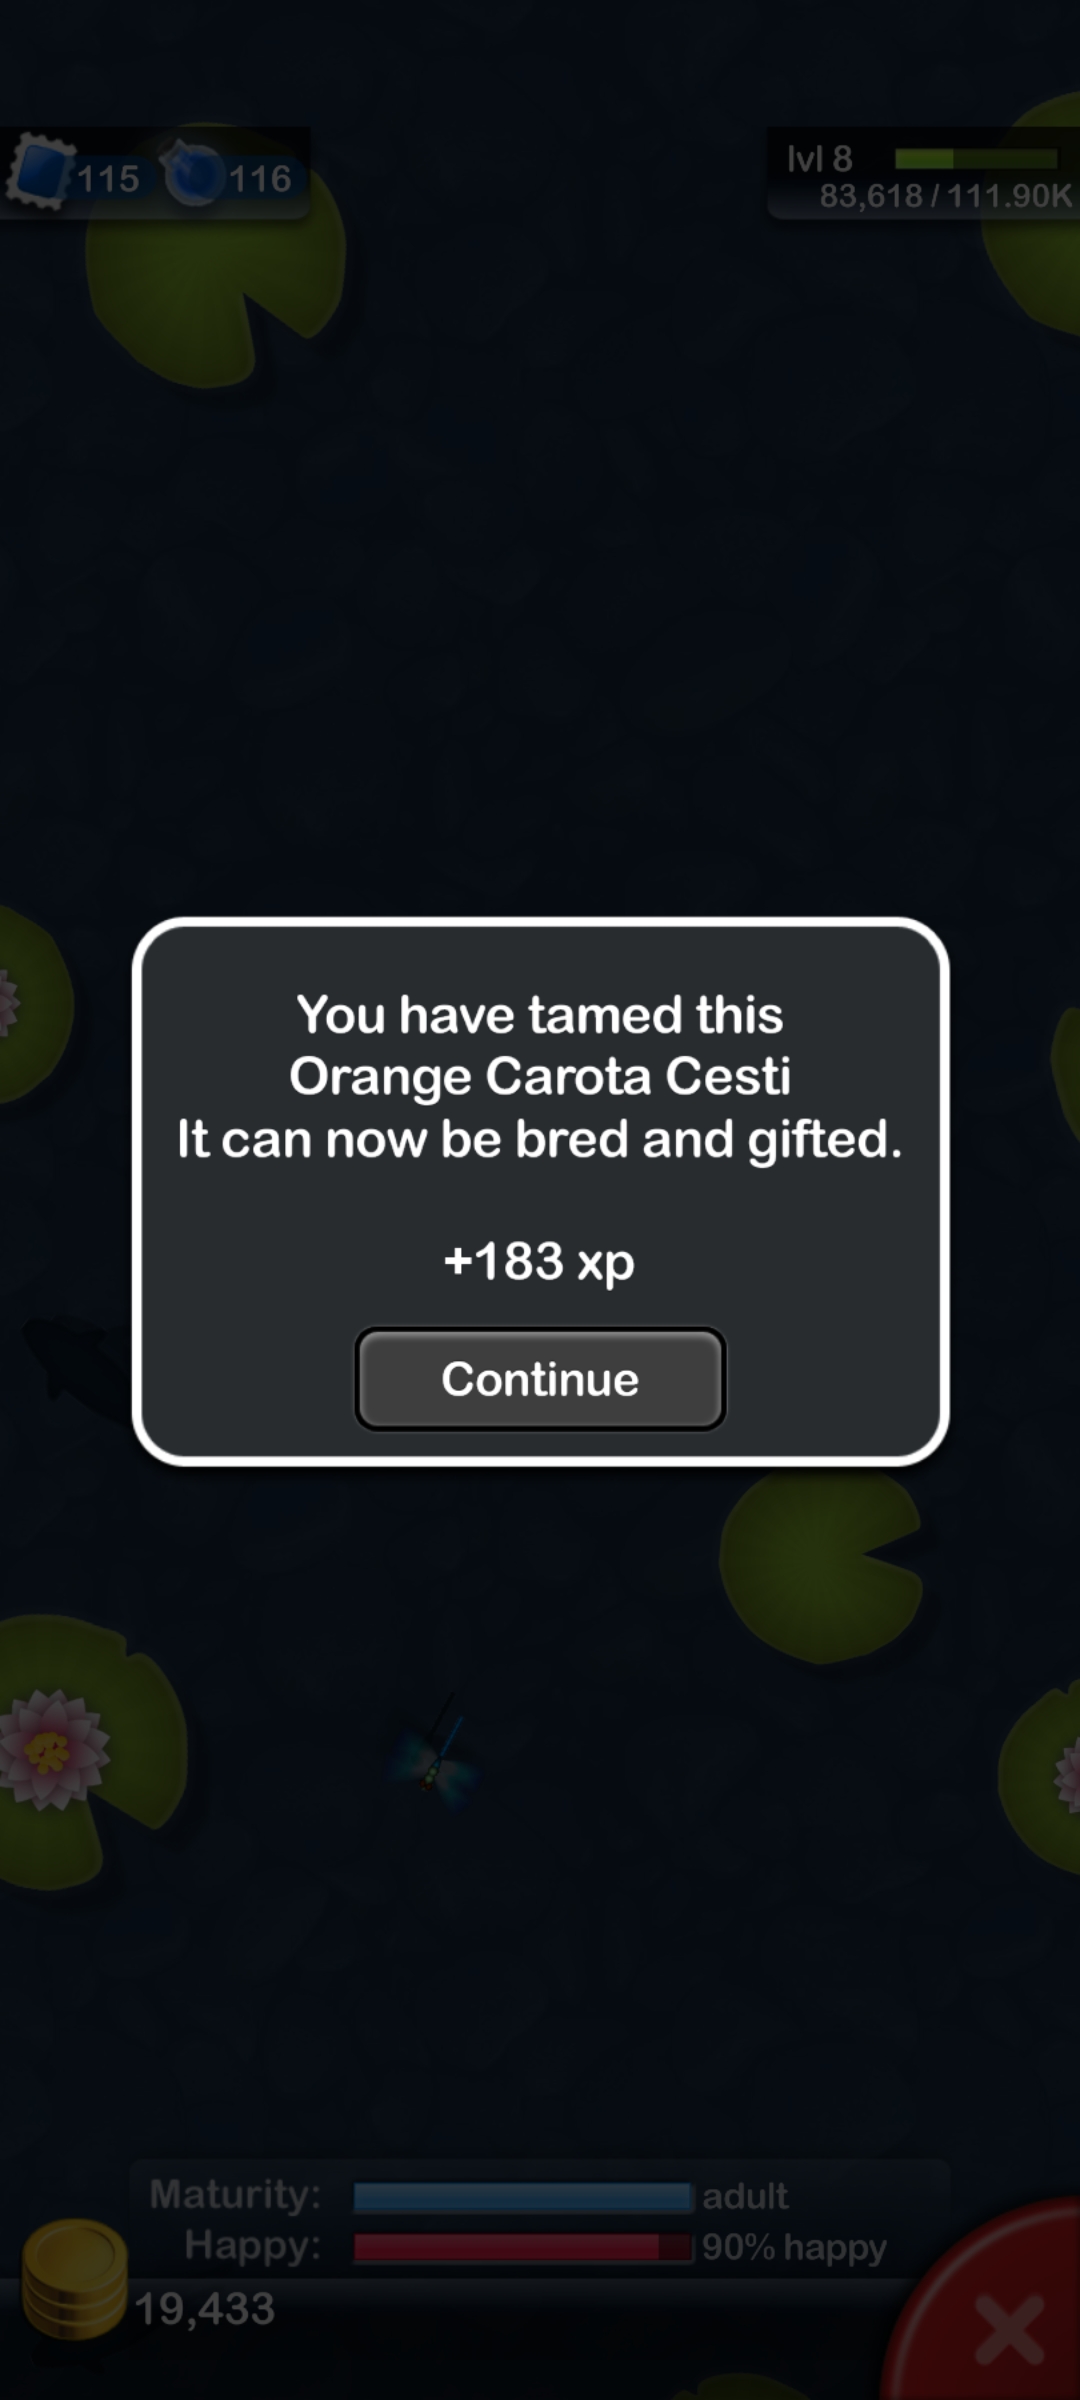 115 116
lvl 8
83,618 / 111.90K
You have tamed this
Orange Carota Cesti
It can now be bred and gifted.
+183 xp
Continue
Maturity: adult
Happy: 90% happy
19,433